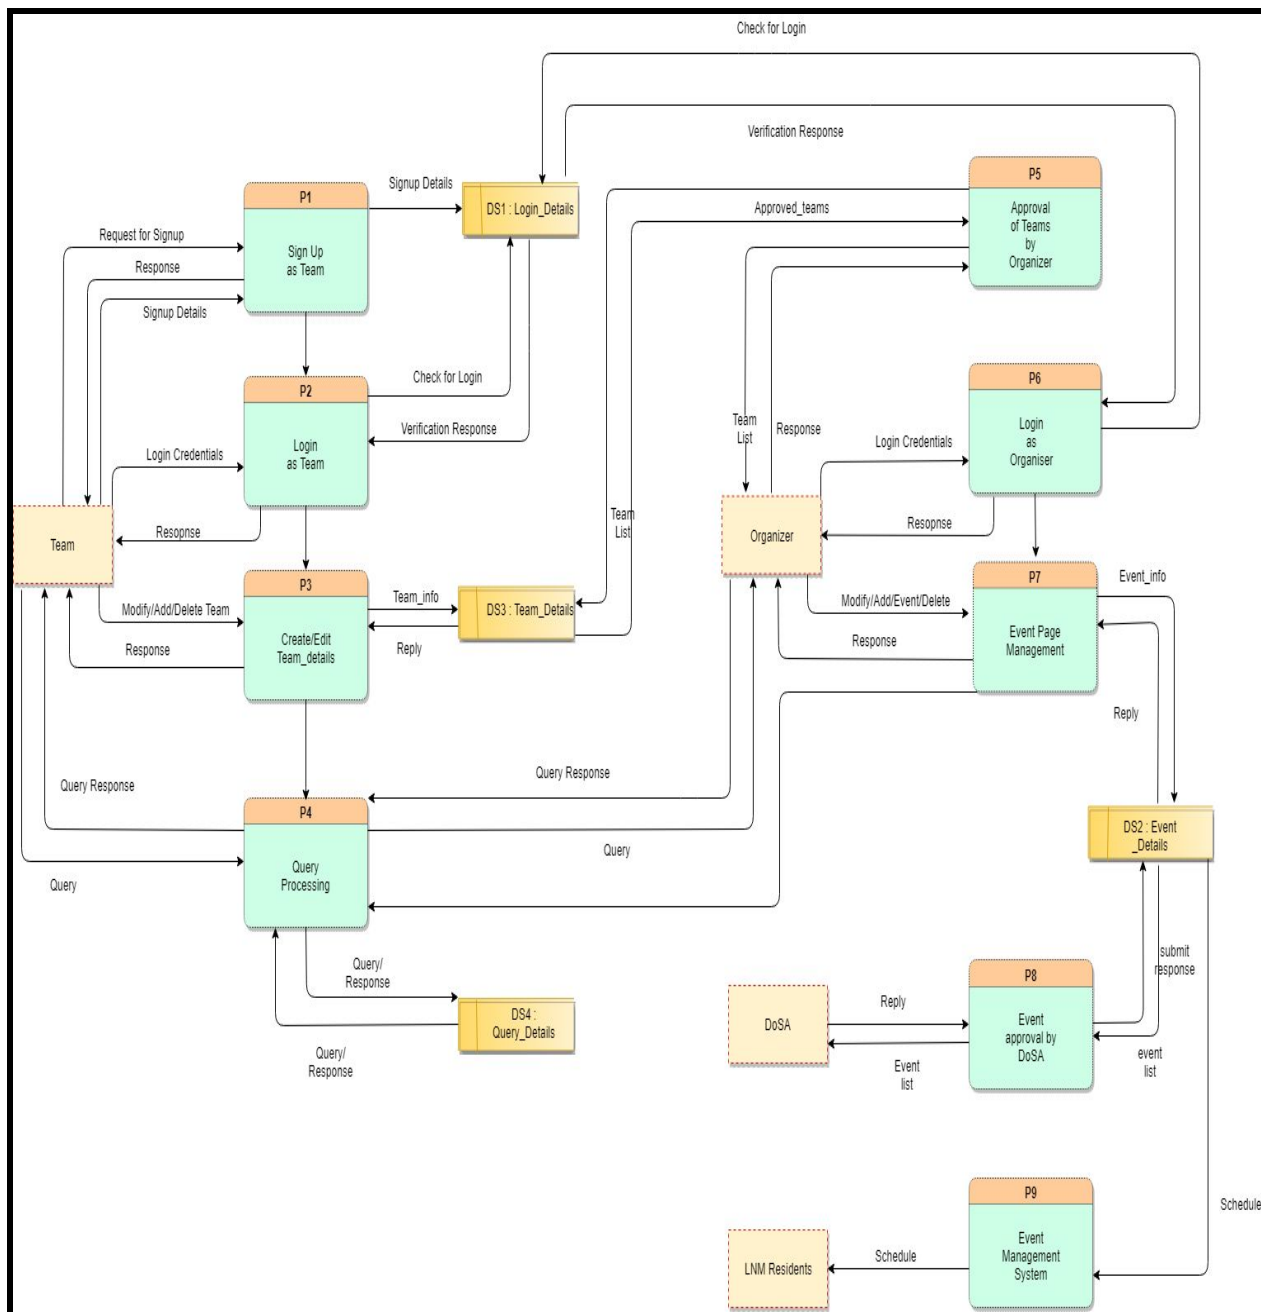 Check for Login
Verification Response
P5
Signup Details
P1
DS1 : Login_Details
Approved_teams
Approval
of Teams
by
Organizer
Request for Signup
Sign Up
as Team
Response
Signup Details
P6
P2
Check for Login
Team
List
Response
Login
as
Organiser
Verification Response
Login
as Team
Login Credentials
Login Credentials
Team
List
Resopnse
Resopnse
Team
Organizer
P7
Event_info
P3
Modify/Add/Delete Team
Team_info
DS3 : Team_Details
Modify/Add/Event/Delete
Event Page
Management
Create/Edit
Team_details
Response
Reply
Response
Reply
Query Response
Query Response
P4
DS2 : Event
_Details
Query
Query
Processing
Query
submit
response
Query/
Response
P8
Reply
DS4 :
Query_Details
DoSA
Event
approval by
DoSA
Query/
Response
Event
list
event
list
P9
Schedule
LNM Residents
Schedule
Event
Management
System